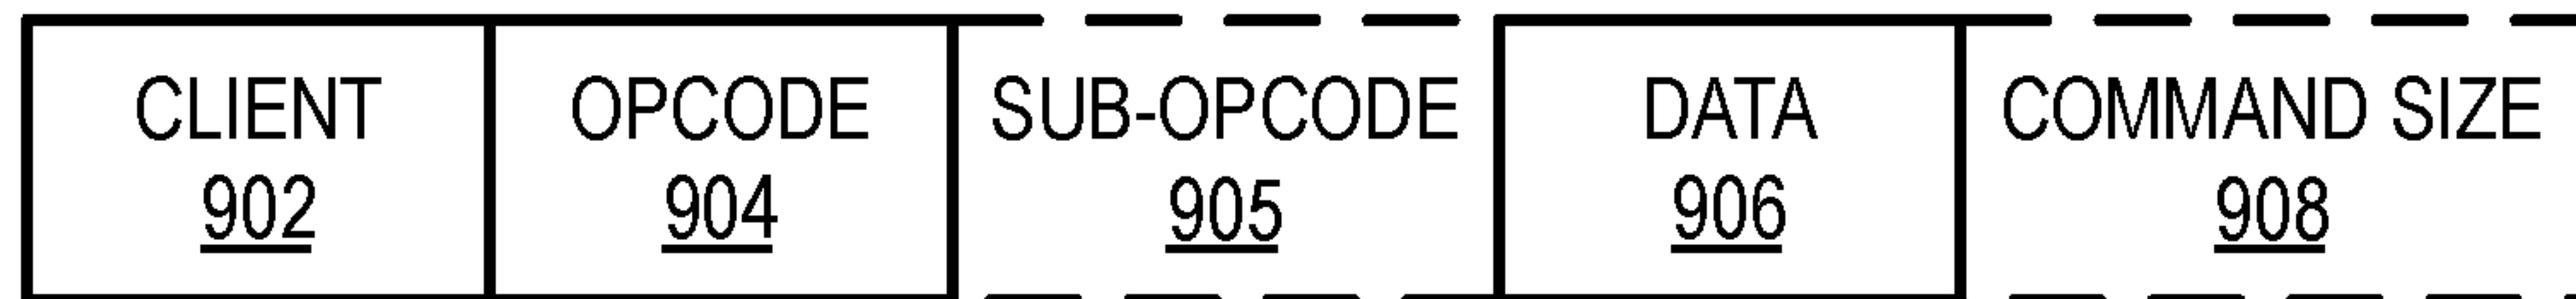 CLIENT OPCODE SUB-OPCODE DATA COMMAND SIZE
902 904 905 906 908